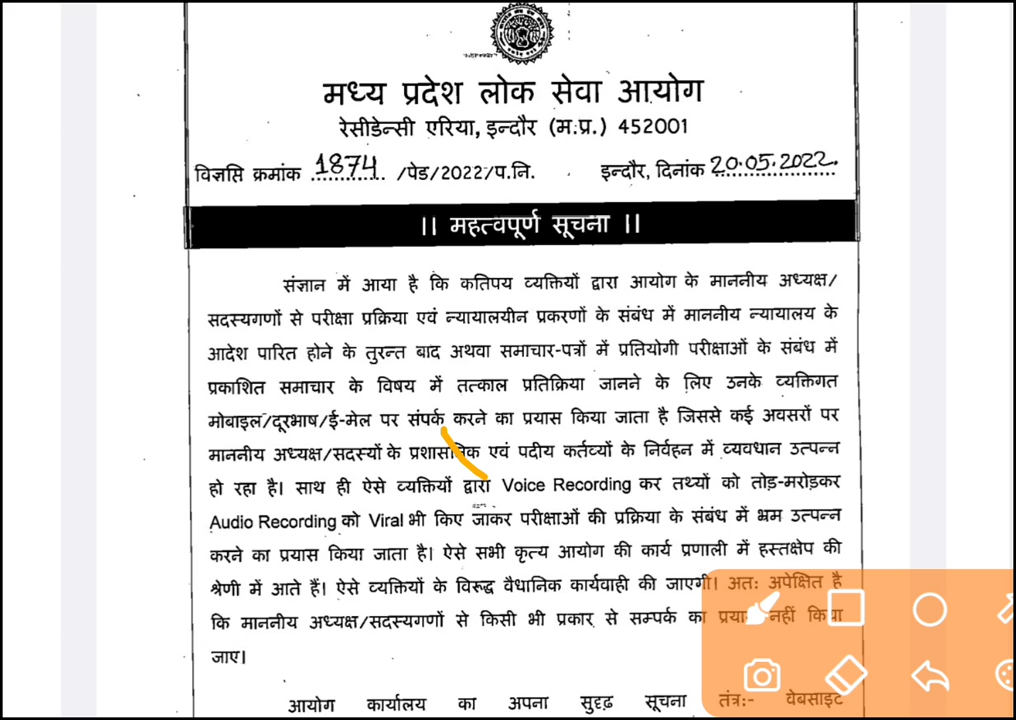 मध्य प्रदेश लोक सेवा आयोग
रेसीडेन्सी एरिया, इन्दौर (म.प्र.) 452001
विज्ञप्ति क्रमांक 1874 /पेड/2022/प.नि. इन्दौर, दिनांक 20.05.2022.
|| महत्वपूर्ण सूचना ||
संज्ञान में आया है कि कतिपय व्यक्तियों द्वारा आयोग के माननीय अध्यक्ष/
सदस्यगणों से परीक्षा प्रक्रिया एवं न्यायालयीन प्रकरणों के संबंध में माननीय न्यायालय के
आदेश पारित होने के तुरन्त बाद अथवा समाचार-पत्रों में प्रतियोगी परीक्षाओं के संबंध में
प्रकाशित समाचार के विषय में तत्काल प्रतिक्रिया जानने के लिए उनके व्यक्तिगत
मोबाइल/दूरभाष/ई-मेल पर संपर्क करने का प्रयास किया जाता है जिससे कई अवसरों पर
माननीय अध्यक्ष/सदस्यों के प्रशासनिक एवं पदीय कर्तव्यों के निर्वहन में व्यवधान उत्पन्न
हो रहा है। साथ ही ऐसे व्यक्तियों द्वारा Voice Recording कर तथ्यों को तोड़-मरोड़कर
Audio Recording को Viral भी किए जाकर परीक्षाओं की प्रक्रिया के संबंध में भ्रम उत्पन्न
करने का प्रयास किया जाता है। ऐसे सभी कृत्य आयोग की कार्य प्रणाली में हस्तक्षेप की
श्रेणी में आते हैं। ऐसे व्यक्तियों के विरूद्ध वैधानिक कार्यवाही की जाएगी। अतः अपेक्षित है
कि माननीय अध्यक्ष/सदस्यगणों से किसी भी प्रकार से सम्पर्क का प्रयास नहीं किया
जाए।
आयोग कार्यालय का अपना सुदृढ़ सूचना तंत्र:- वेबसाइट